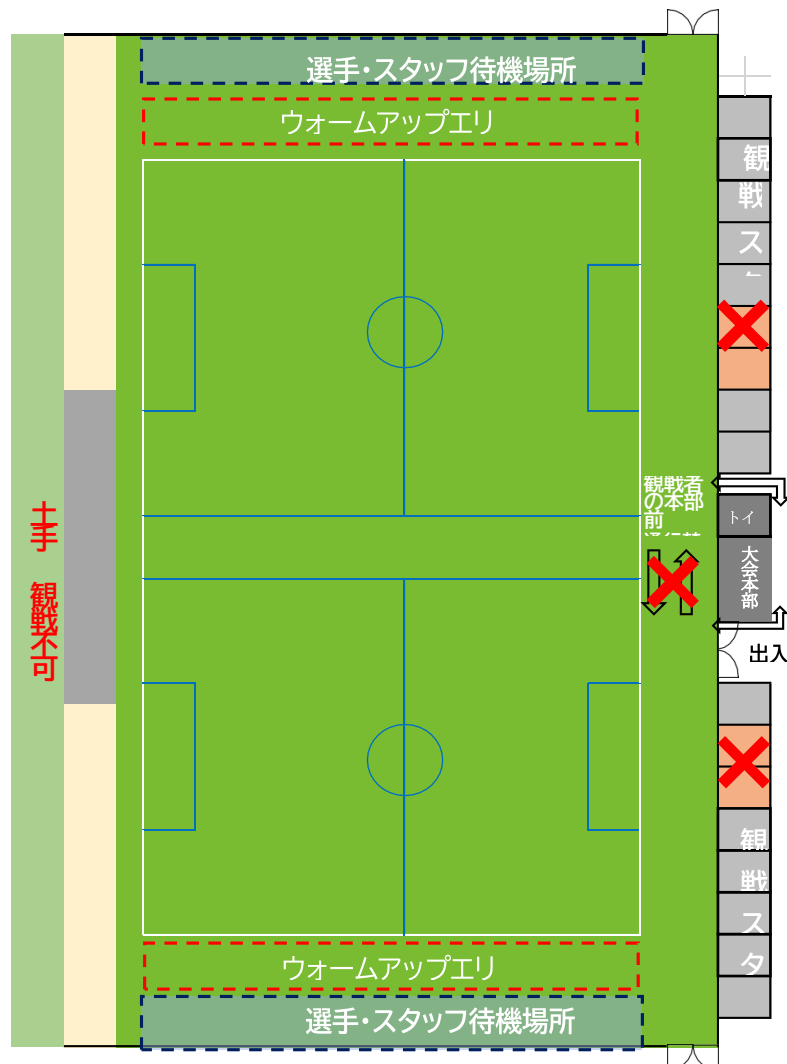 選手・スタッフ待機場所
ウォームアップエリ
観
戦
ス
観戦者
の本部
前
トイ
大会本部
土手　観戦不可
出入
観
戦
ス
タ
ウォームアップエリ
選手・スタッフ待機場所